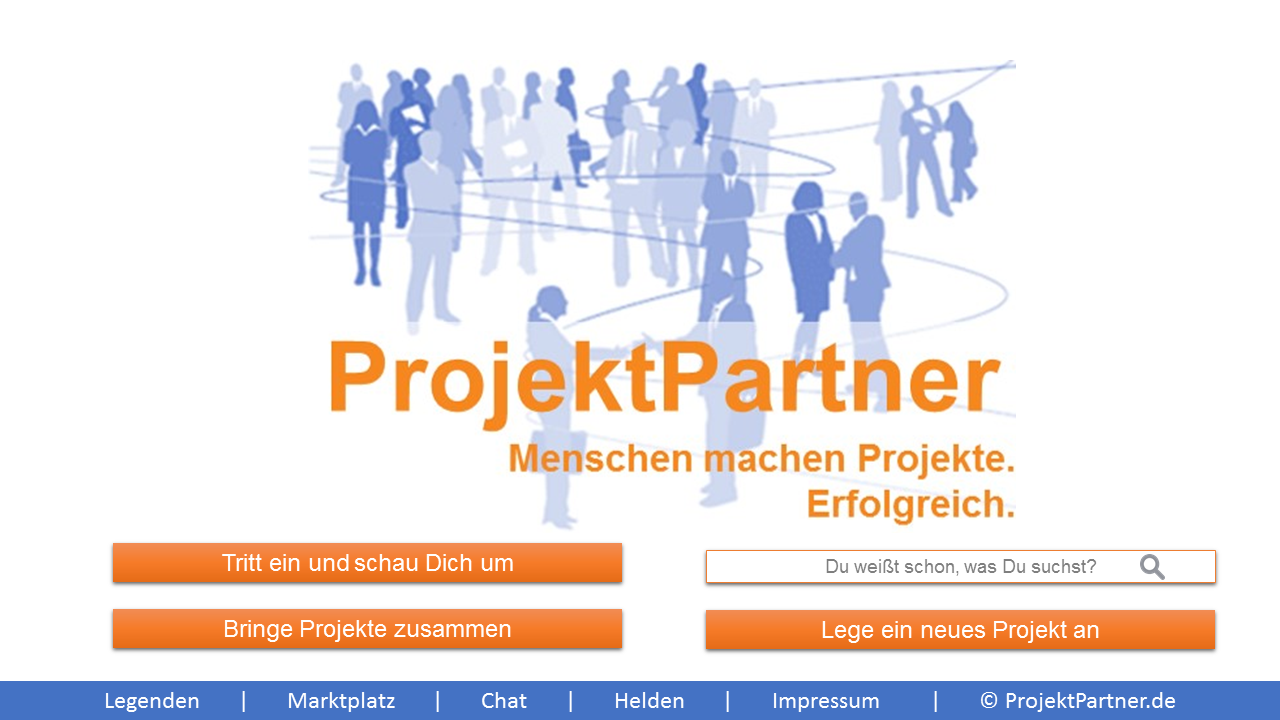 ProjektPartner
Menschen machen Projekte.
Erfolgreich.
Tritt ein und schau Dich um
Du weißt schon, was Du suchst?
Bringe Projekte zusammen
Lege ein neues Projekt an
Legenden | Marktplatz | Chat | Helden | Impressum | © ProjektPartner.de